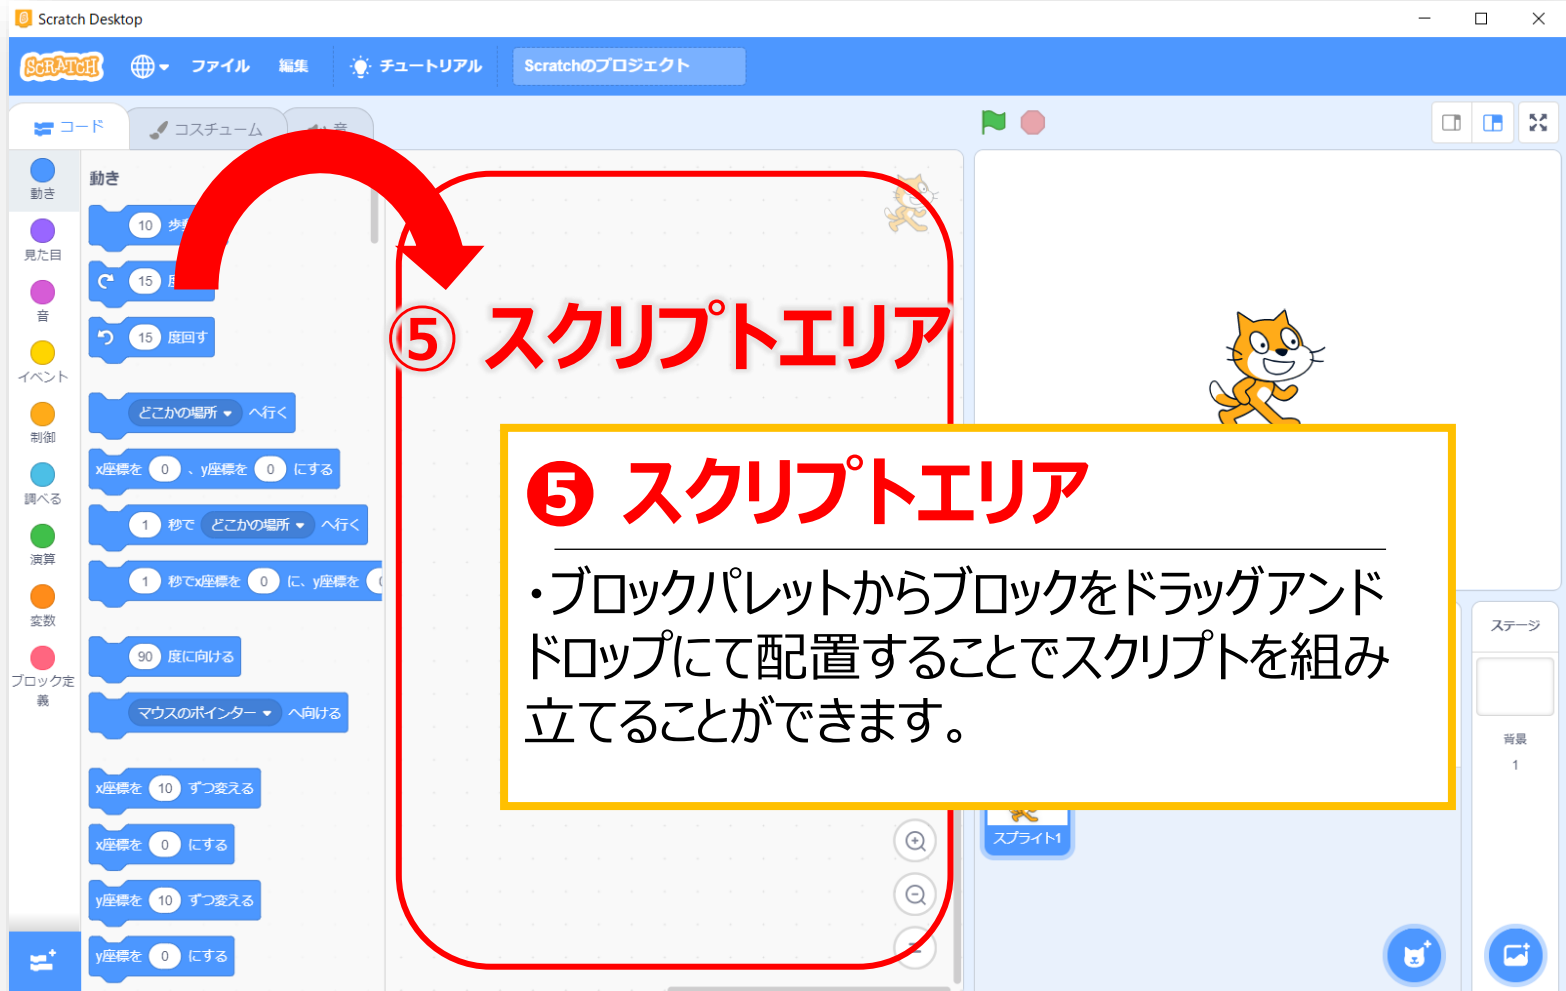 Scratch Desktop
SCRATCH
ファイル
編集
チュートリアル
Scratchのプロジェクト
コード
コスチューム
音
動き
見た目
音
イベント
制御
調べる
演算
変数
ブロック定
義
動き
10 歩
15 度
15 度回す
どこかの場所 へ行く
x座標を 0 、y座標を 0 にする
1 秒で どこかの場所 へ行く
1 秒でx座標を 0 に、y座標を
90 度に向ける
マウスのポインター へ向ける
x座標を 10 ずつ変える
x座標を 0 にする
y座標を 10 ずつ変える
y座標を 0 にする
⑤ スクリプトエリア
❺ スクリプトエリア
・ブロックパレットからブロックをドラッグアンド
ドロップにて配置することでスクリプトを組み
立てることができます。
スプライト1
ステージ
背景
1